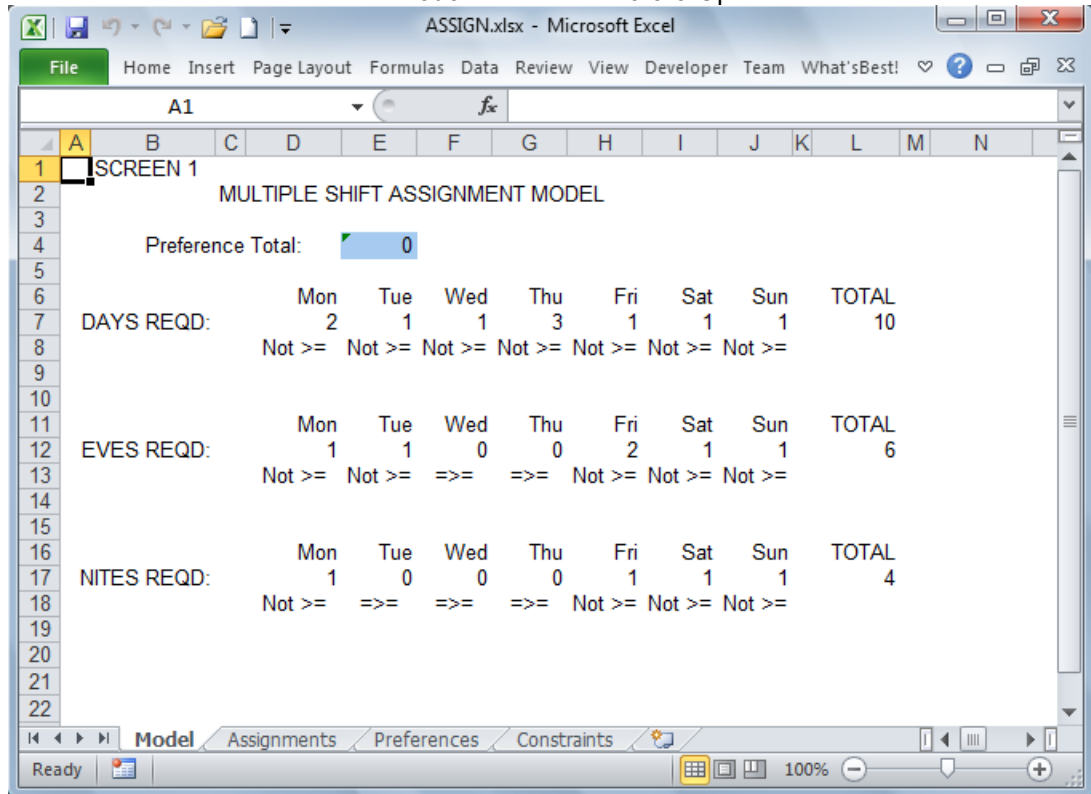 ASSIGN.xlsx - Microsoft Excel
File Home Insert Page Layout Formulas Data Review View Developer Team What'sBest!
A1 fx
A B C D E F G H I J K L M N
1 SCREEN 1
2 MULTIPLE SHIFT ASSIGNMENT MODEL
3
4 Preference Total: 0
5
6 Mon Tue Wed Thu Fri Sat Sun TOTAL
7 DAYS REQD: 2 1 1 3 1 1 1 10
8 Not >= Not >= Not >= Not >= Not >= Not >= Not >=
9
10
11 Mon Tue Wed Thu Fri Sat Sun TOTAL
12 EVES REQD: 1 1 0 0 2 1 1 6
13 Not >= Not >= =>= =>= Not >= Not >= Not >=
14
15
16 Mon Tue Wed Thu Fri Sat Sun TOTAL
17 NITES REQD: 1 0 0 0 1 1 1 4
18 Not >= =>= =>= =>= Not >= Not >= Not >=
19
20
21
22
Model Assignments Preferences Constraints
Ready 100%